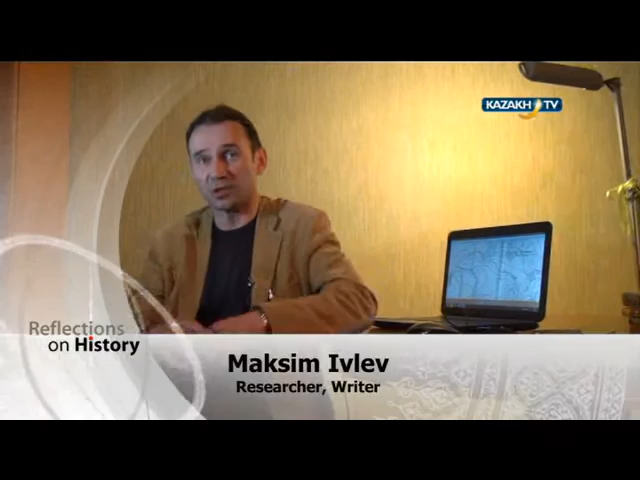 KAZAKH TV
Reflections
on History
Maksim Ivlev
Researcher, Writer